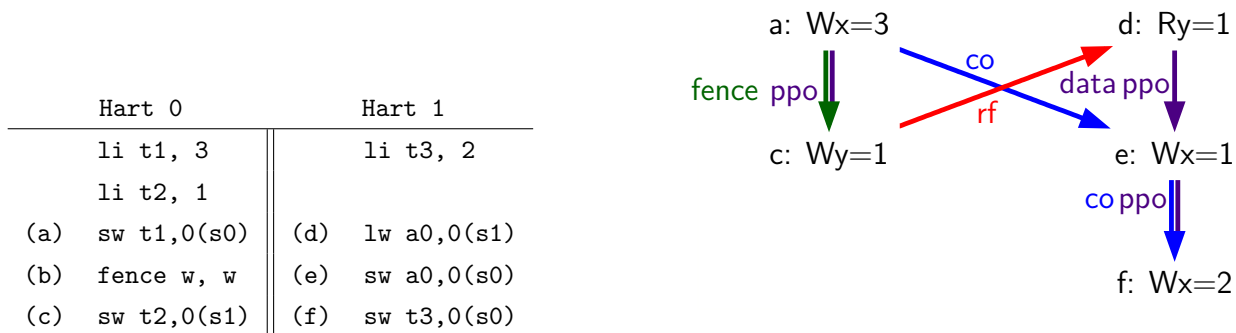 Hart 0 Hart 1
li t1, 3 li t3, 2
li t2, 1
(a) sw t1,0(s0) (d) lw a0,0(s1)
(b) fence w, w (e) sw a0,0(s0)
(c) sw t2,0(s1) (f) sw t3,0(s0)
a: Wx=3 d: Ry=1
co
fence ppo data ppo
rf
c: Wy=1 e: Wx=1
co ppo
f: Wx=2